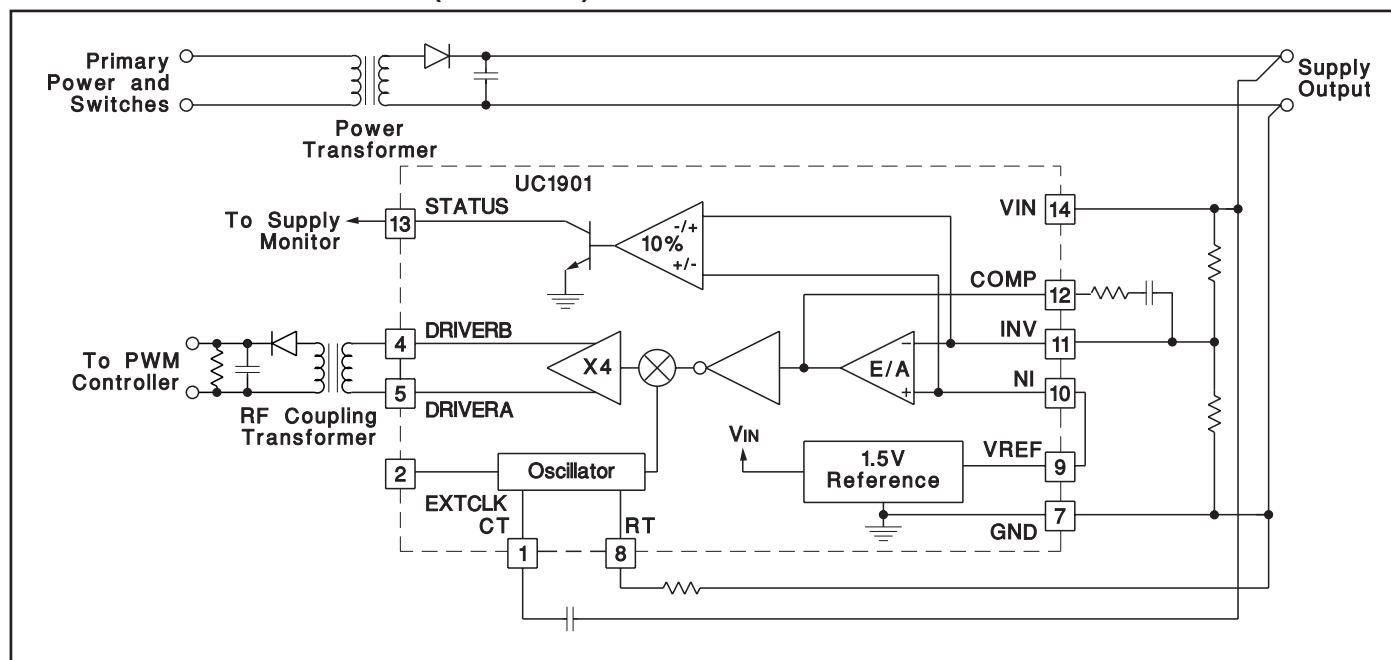 Primary
Power and
Switches
Power
Transformer
Supply
Output
UC1901
To Supply
Monitor
13
STATUS
10%
-/+
+/-
VIN
14
COMP
12
INV
11
NI
10
To PWM
Controller
RF Coupling
Transformer
4
DRIVERB
5
DRIVERA
X4
E/A
−
+
VIN
1.5V
Reference
VREF
9
GND
7
2
EXTCLK
Oscillator
CT
1
RT
8